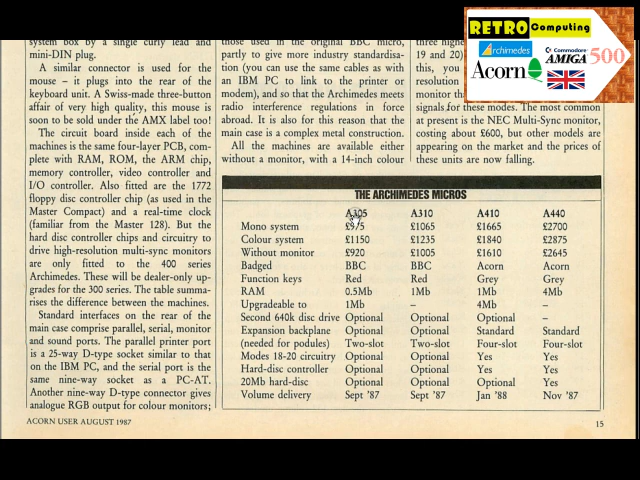 RETRO Computing
Archimedes
Commodore
AMIGA 500
Acorn
system box by a single curly lead and
mini-DIN plug.
A similar connector is used for the
mouse – it plugs into the rear of the
keyboard unit. A Swiss-made three-button
affair of very high quality, this mouse is
soon to be sold under the AMX label too!
The circuit board inside each of the
machines is the same four-layer PCB, com-
plete with RAM, ROM, the ARM chip,
memory controller, video controller and
I/O controller. Also fitted are the 1772
floppy disc controller chip (as used in the
Master Compact) and a real-time clock
(familiar from the Master 128). But the
hard disc controller chips and circuitry to
drive high-resolution multi-sync monitors
are only fitted to the 400 series
Archimedes. These will be dealer-only up-
grades for the 300 series. The table summa-
rises the difference between the machines.
Standard interfaces on the rear of the
main case comprise parallel, serial, monitor
and sound ports. The parallel printer port
is a 25-way D-type socket similar to that
on the IBM PC, and the serial port is the
same nine-way socket as a PC-AT.
Another nine-way D-type connector gives
analogue RGB output for colour monitors;
those used in the original BBC micro,
partly to give more industry standardisa-
tion (you can use the same cables as with
an IBM PC to link to the printer or
modem), and so that the Archimedes meets
radio interference regulations in force
abroad. It is also for this reason that the
main case is a complex metal construction.
All the machines are available either
without a monitor, with a 14-inch colour
three higher
19 and 20)
this, you
resolution
monitor tha
signals for these modes. The most common
at present is the NEC Multi-Sync monitor,
costing about £600, but other models are
appearing on the market and the prices of
these units are now falling.
THE ARCHIMEDES MICROS
A305 A310 A410 A440
Mono system £975 £1065 £1665 £2700
Colour system £1150 £1235 £1840 £2875
Without monitor £920 £1005 £1610 £2645
Badged BBC BBC Acorn Acorn
Function keys Red Red Grey Grey
RAM 0.5Mb 1Mb 1Mb 4Mb
Upgradeable to 1Mb – 4Mb –
Second 640k disc drive Optional Optional Optional –
Expansion backplane Optional Optional Standard Standard
(needed for podules) Two-slot Two-slot Four-slot Four-slot
Modes 18-20 circuitry Optional Optional Yes Yes
Hard-disc controller Optional Optional Yes Yes
20Mb hard-disc Optional Optional Optional Yes
Volume delivery Sept '87 Sept '87 Jan '88 Nov '87
ACORN USER AUGUST 1987
15